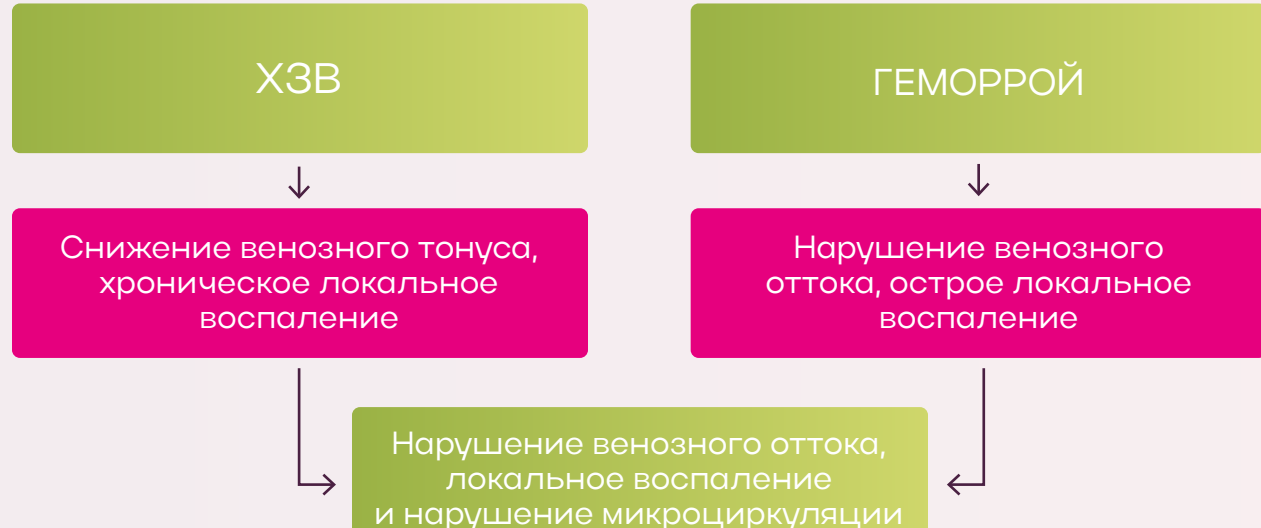 ХЗВ
ГЕМОРРОЙ
Снижение венозного тонуса,
хроническое локальное
воспаление
Нарушение венозного
оттока, острое локальное
воспаление
Нарушение венозного оттока,
локальное воспаление
и нарушение микроциркуляции